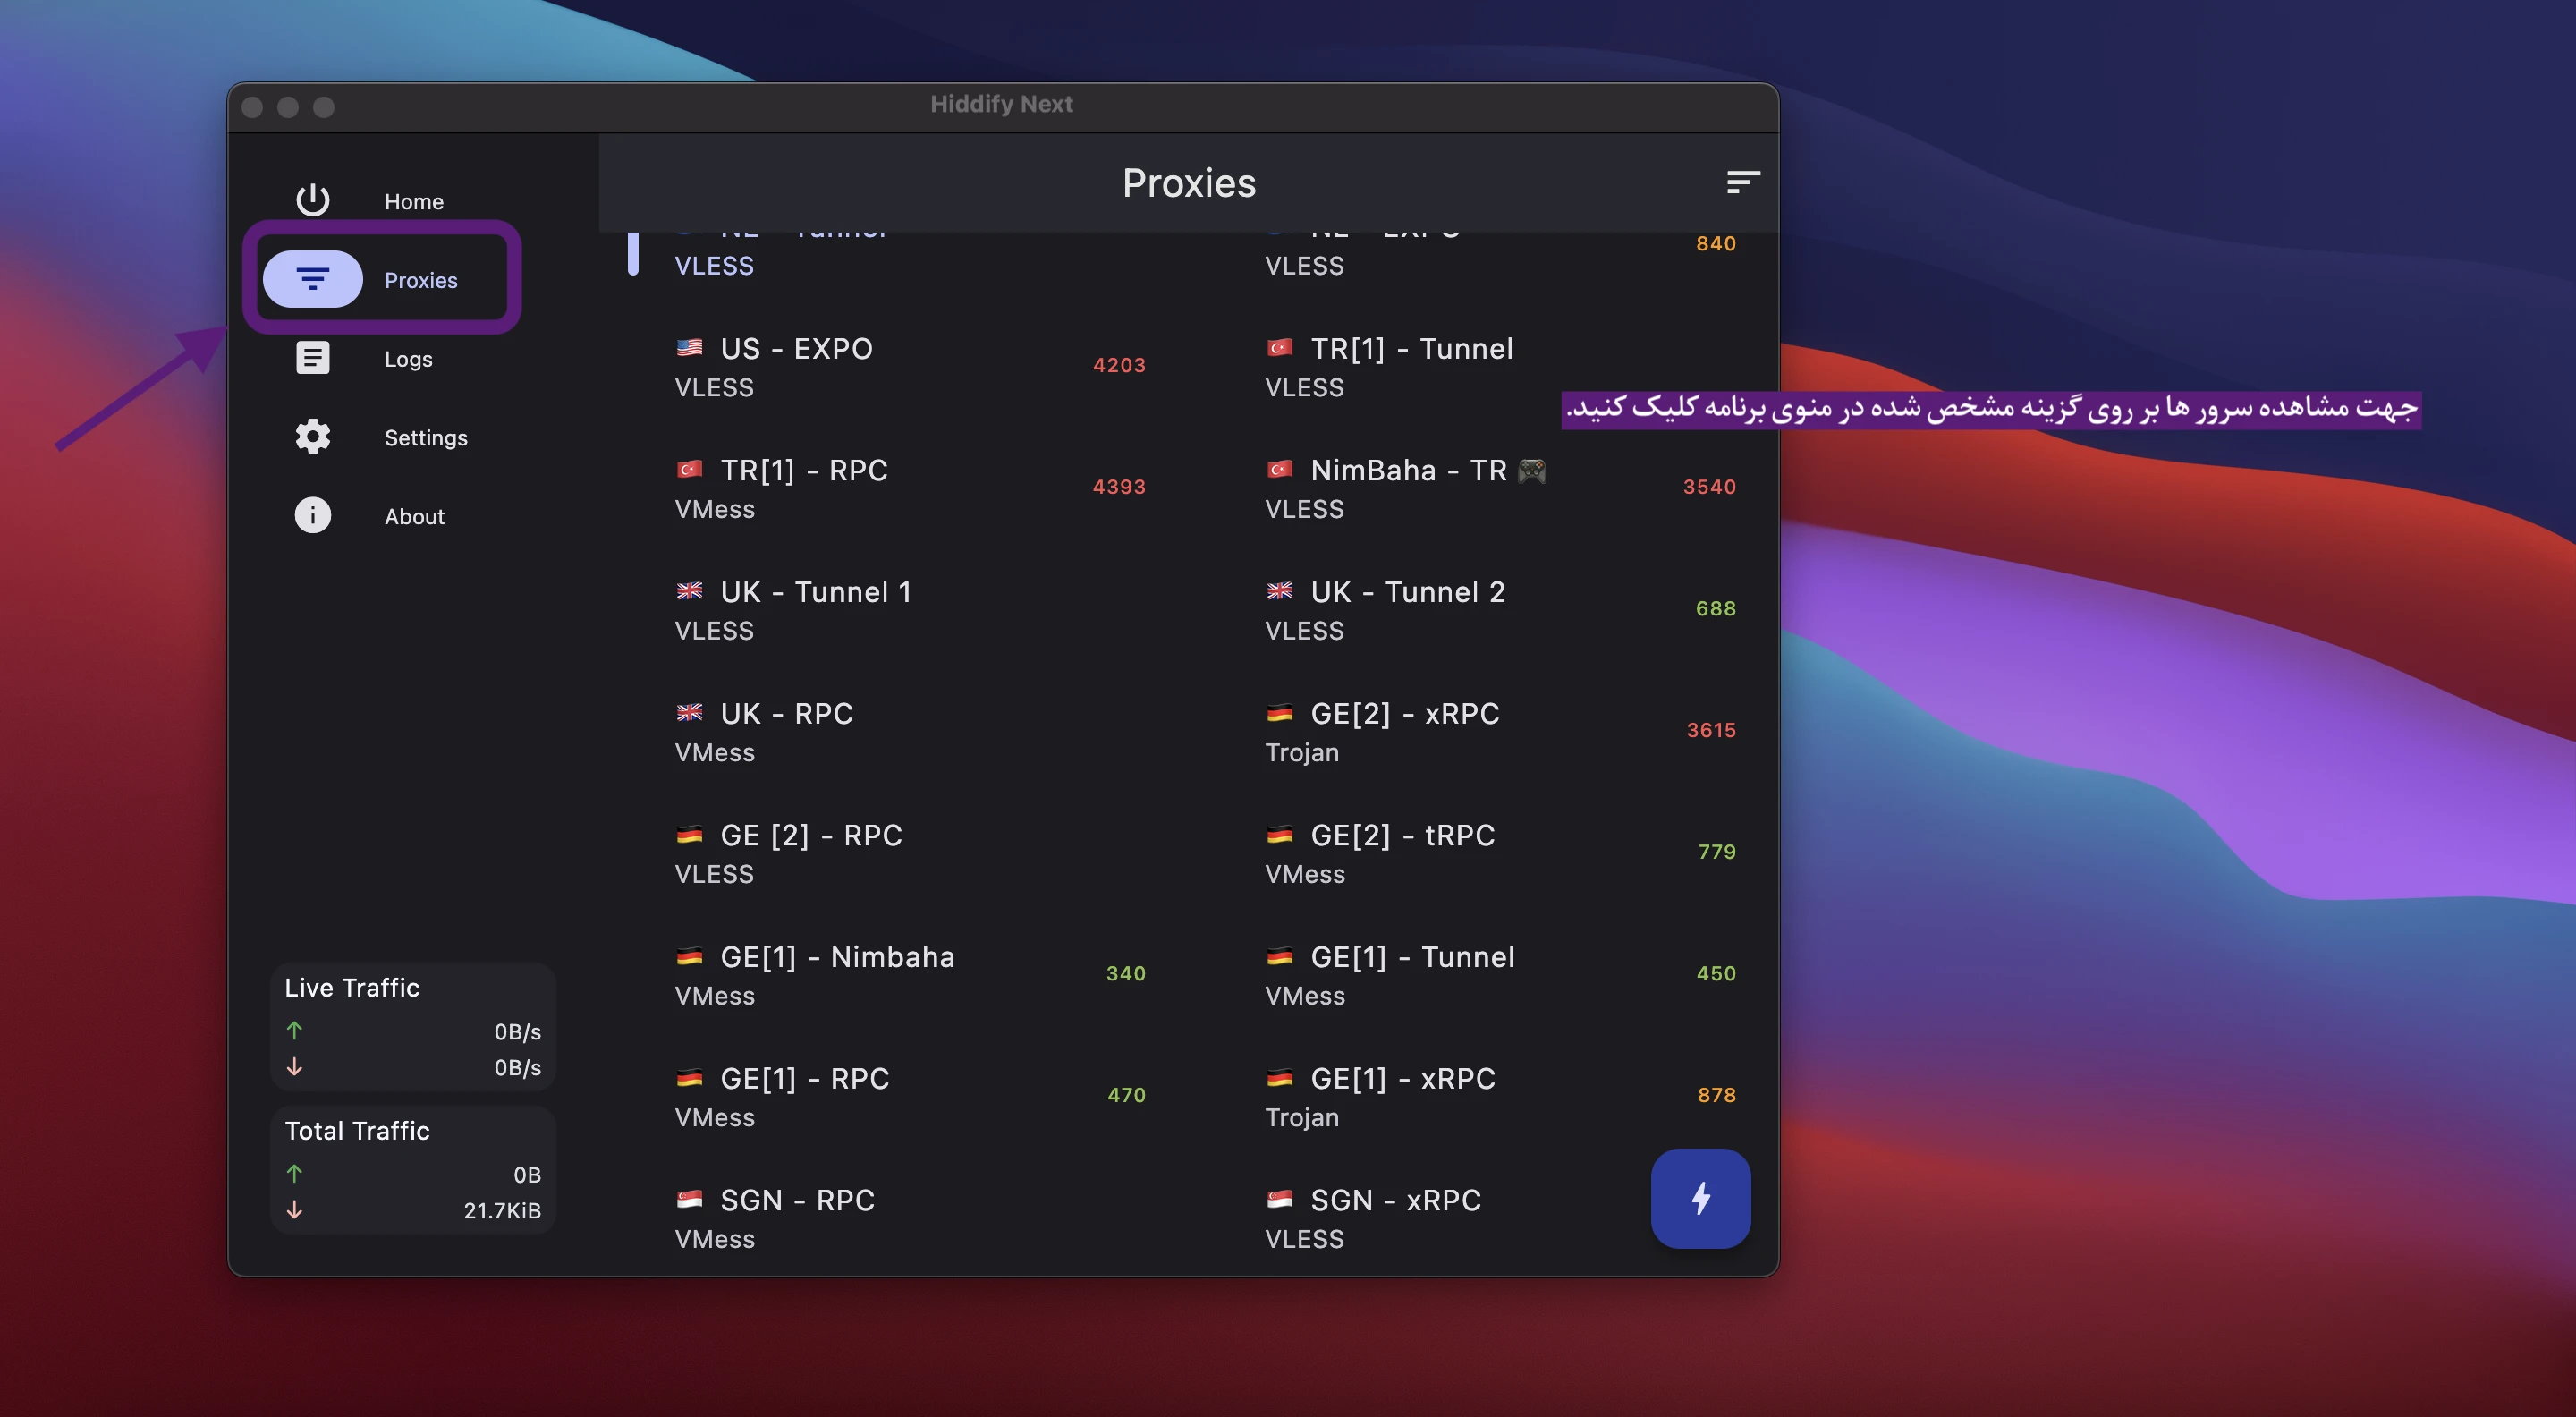 Hiddify Next
Home
Proxies
Logs
Settings
About
Live Traffic
0B/s
0B/s
Total Traffic
0B
21.7KiB
Proxies
NL - Tunnel
VLESS
NL - EXPO
VLESS
840
US - EXPO
VLESS
4203
TR[1] - Tunnel
VLESS
جهت مشاهده سرور ها بر روی گزینه مشخص شده در منوی برنامه کلیک کنید.
TR[1] - RPC
VMess
4393
NimBaha - TR 🎮
VLESS
3540
UK - Tunnel 1
VLESS
UK - Tunnel 2
VLESS
688
UK - RPC
VMess
GE[2] - xRPC
Trojan
3615
GE [2] - RPC
VLESS
GE[2] - tRPC
VMess
779
GE[1] - Nimbaha
VMess
340
GE[1] - Tunnel
VMess
450
GE[1] - RPC
VMess
470
GE[1] - xRPC
Trojan
878
SGN - RPC
VMess
SGN - xRPC
VLESS